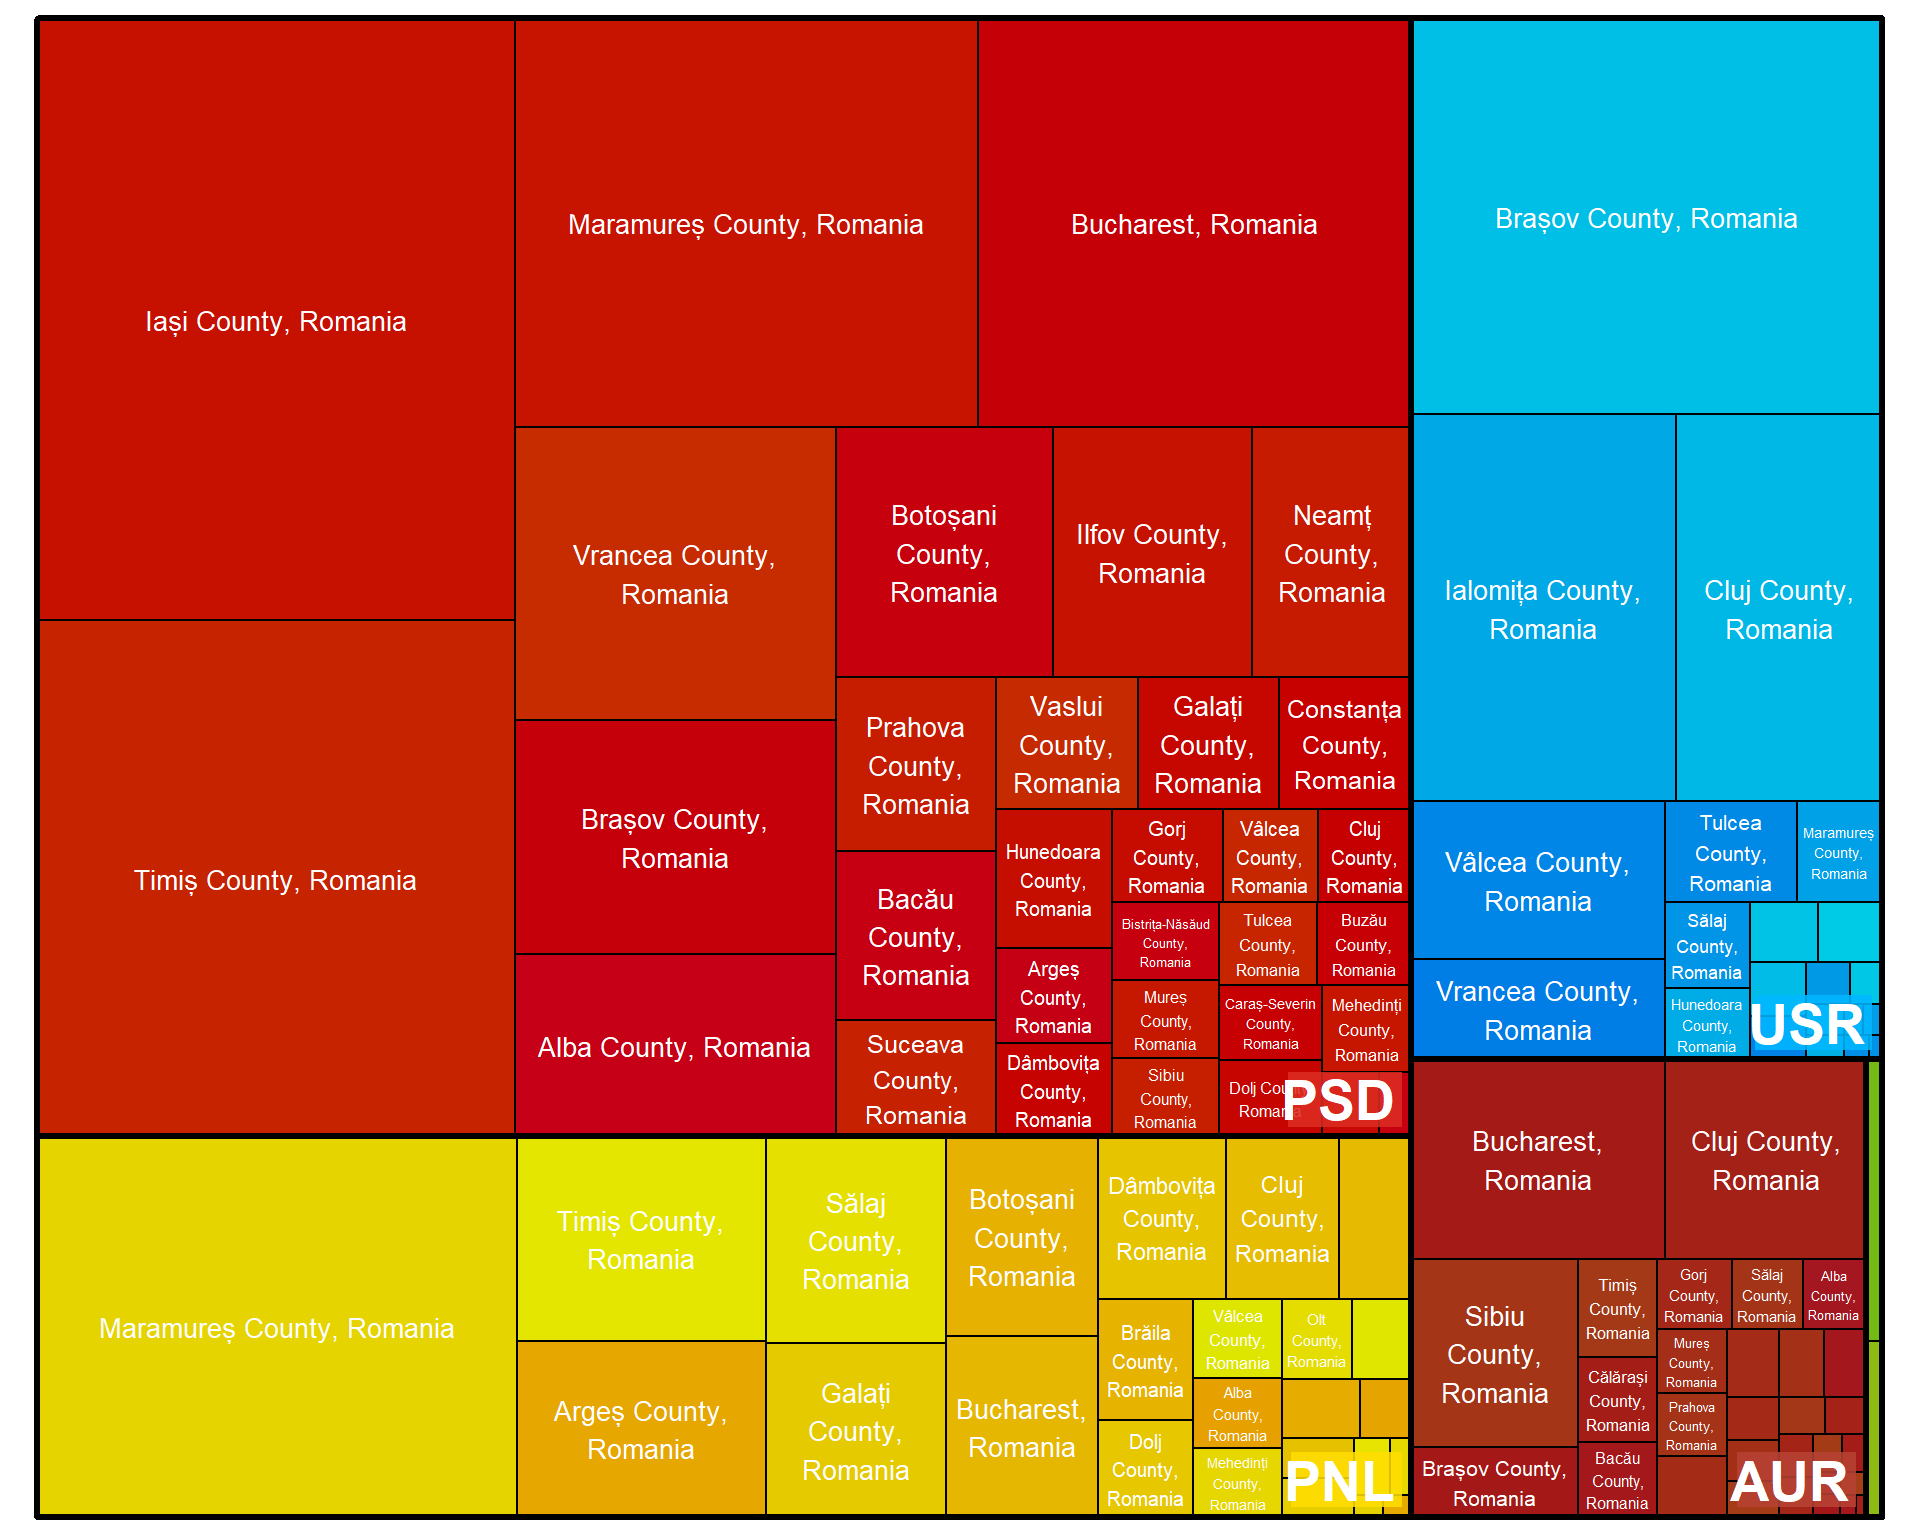 Iași County, Romania
Timiș County, Romania
Maramureș County, Romania
Bucharest, Romania
Vrancea County,
Romania
Brașov County,
Romania
Alba County, Romania
Botoșani
County,
Romania
Ilfov County,
Romania
Neamț
County,
Romania
Prahova
County,
Romania
Bacău
County,
Romania
Suceava
County,
Romania
Vaslui
County,
Romania
Galați
County,
Romania
Constanța
County,
Romania
Hunedoara
County,
Romania
Argeș
County,
Romania
Dâmbovița
County,
Romania
Gorj
County,
Romania
Vâlcea
County,
Romania
Cluj
County,
Romania
Bistrița-Năsăud
County,
Romania
Mureș
County,
Romania
Sibiu
County,
Romania
Tulcea
County,
Romania
Buzău
County,
Romania
Caraș-Severin
County,
Romania
Mehedinți
County,
Romania
Dolj County,
Romania
PSD
Brașov County, Romania
Ialomița County,
Romania
Cluj County,
Romania
Vâlcea County,
Romania
Vrancea County,
Romania
Tulcea
County,
Romania
Maramureș
County,
Romania
Sălaj
County,
Romania
Hunedoara
County,
Romania
USR
Maramureș County, Romania
Timiș County,
Romania
Argeș County,
Romania
Sălaj
County,
Romania
Galați
County,
Romania
Botoșani
County,
Romania
Bucharest,
Romania
Dâmbovița
County,
Romania
Cluj
County,
Romania
Brăila
County,
Romania
Dolj
County,
Romania
Vâlcea
County,
Romania
Alba
County,
Romania
Mehedinți
County,
Romania
Olt
County,
Romania
PNL
Bucharest,
Romania
Cluj County,
Romania
Sibiu
County,
Romania
Brașov County,
Romania
Timiș
County,
Romania
Călărași
County,
Romania
Bacău
County,
Romania
Gorj
County,
Romania
Sălaj
County,
Romania
Alba
County,
Romania
Mureș
County,
Romania
Prahova
County,
Romania
AUR